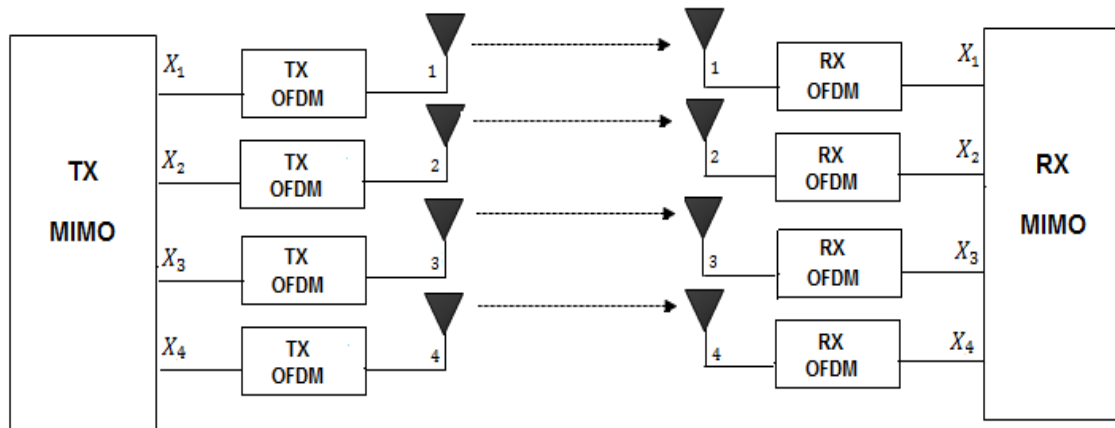 TX
MIMO
X₁
TX
OFDM
1
1
RX
OFDM
X₁
X₂
TX
OFDM
2
2
RX
OFDM
X₂
X₃
TX
OFDM
3
3
RX
OFDM
X₃
X₄
TX
OFDM
4
4
RX
OFDM
X₄
RX
MIMO